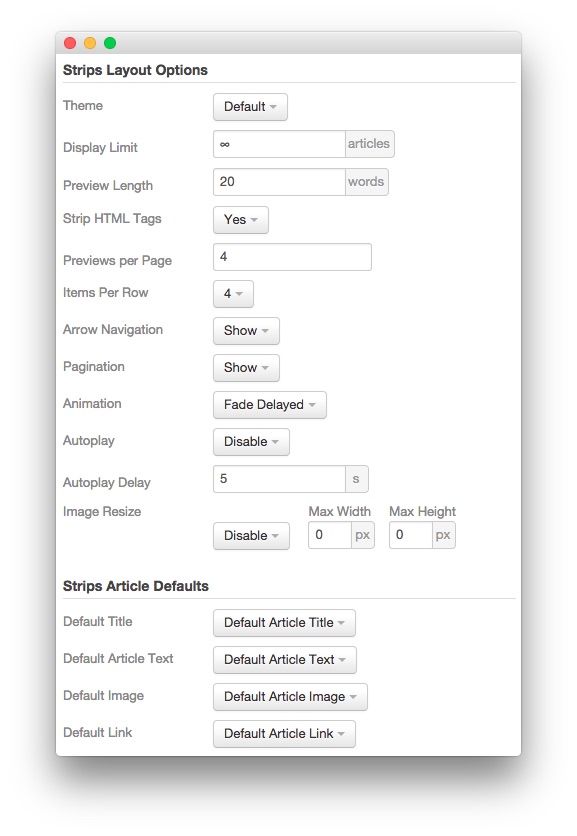 Strips Layout Options
Theme Default
Display Limit ∞ articles
Preview Length 20 words
Strip HTML Tags Yes
Previews per Page 4
Items Per Row 4
Arrow Navigation Show
Pagination Show
Animation Fade Delayed
Autoplay Disable
Autoplay Delay 5 s
Image Resize Max Width Max Height
Disable 0 px 0 px
Strips Article Defaults
Default Title Default Article Title
Default Article Text Default Article Text
Default Image Default Article Image
Default Link Default Article Link